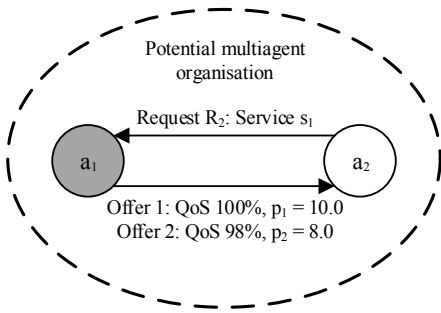 Potential multiagent
organisation
Request R₂: Service s₁
a₁
a₂
Offer 1: QoS 100%, p₁ = 10.0
Offer 2: QoS 98%, p₂ = 8.0